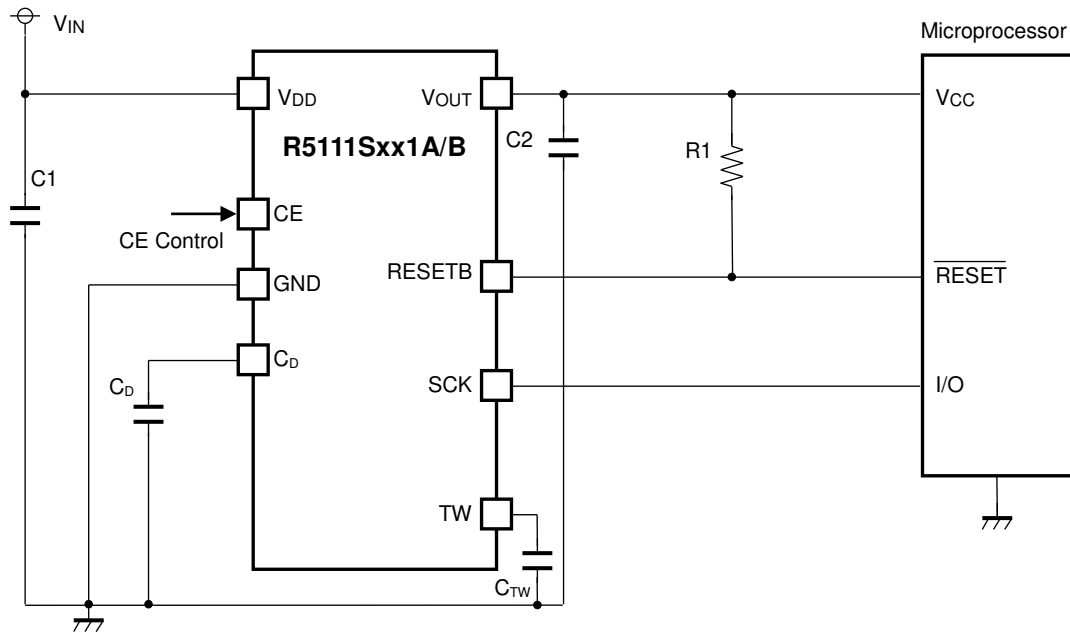 VIN
Microprocessor
VDD
VOUT
VCC
R5111Sxx1A/B
C2
R1
C1
CE
CE Control
RESETB
GND
RESET
CD
CD
SCK
I/O
TW
CTW